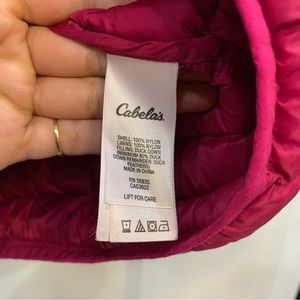 Cabela's
SHELL: 100% NYLON
LINING: 100% NYLON
FILLING: DUCK DOWN
(MINIMUM 80% DUCK
DOWN REMAINDER: DUCK
FEATHERS)
MADE IN CHINA
RN 56835
CA03602
LIFT FOR CARE